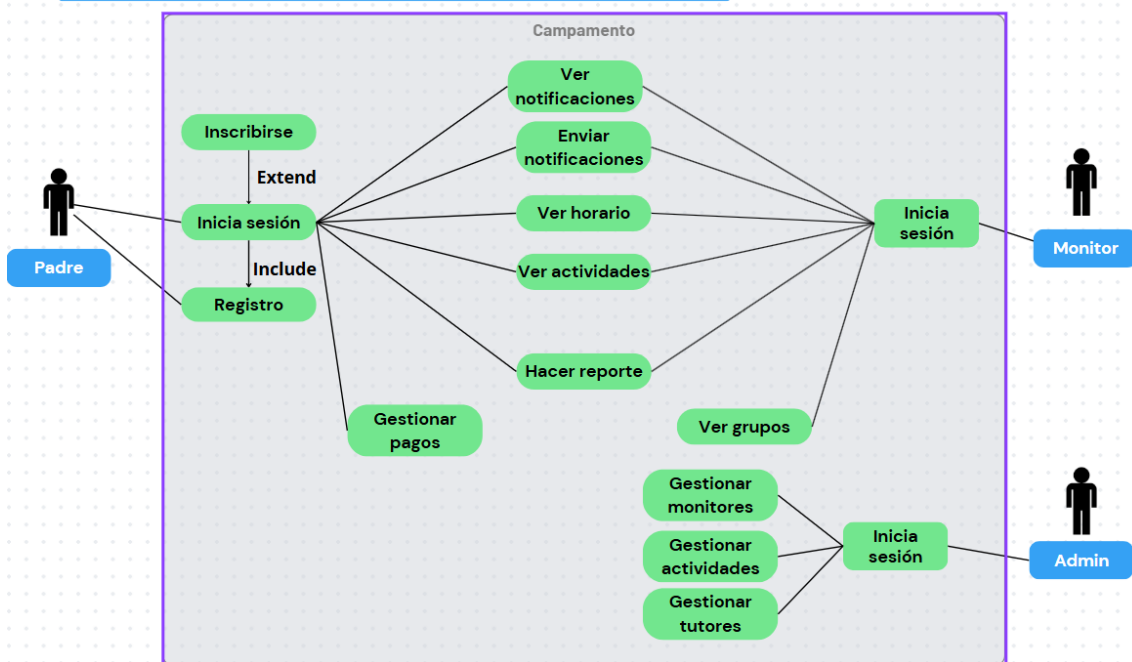 Campamento
Ver
notificaciones
Inscribirse
Enviar
notificaciones
Extend
Inicia sesión
Ver horario
Inicia
sesión
Monitor
Padre
Include
Ver actividades
Registro
Hacer reporte
Gestionar
pagos
Ver grupos
Gestionar
monitores
Inicia
sesión
Gestionar
actividades
Admin
Gestionar
tutores